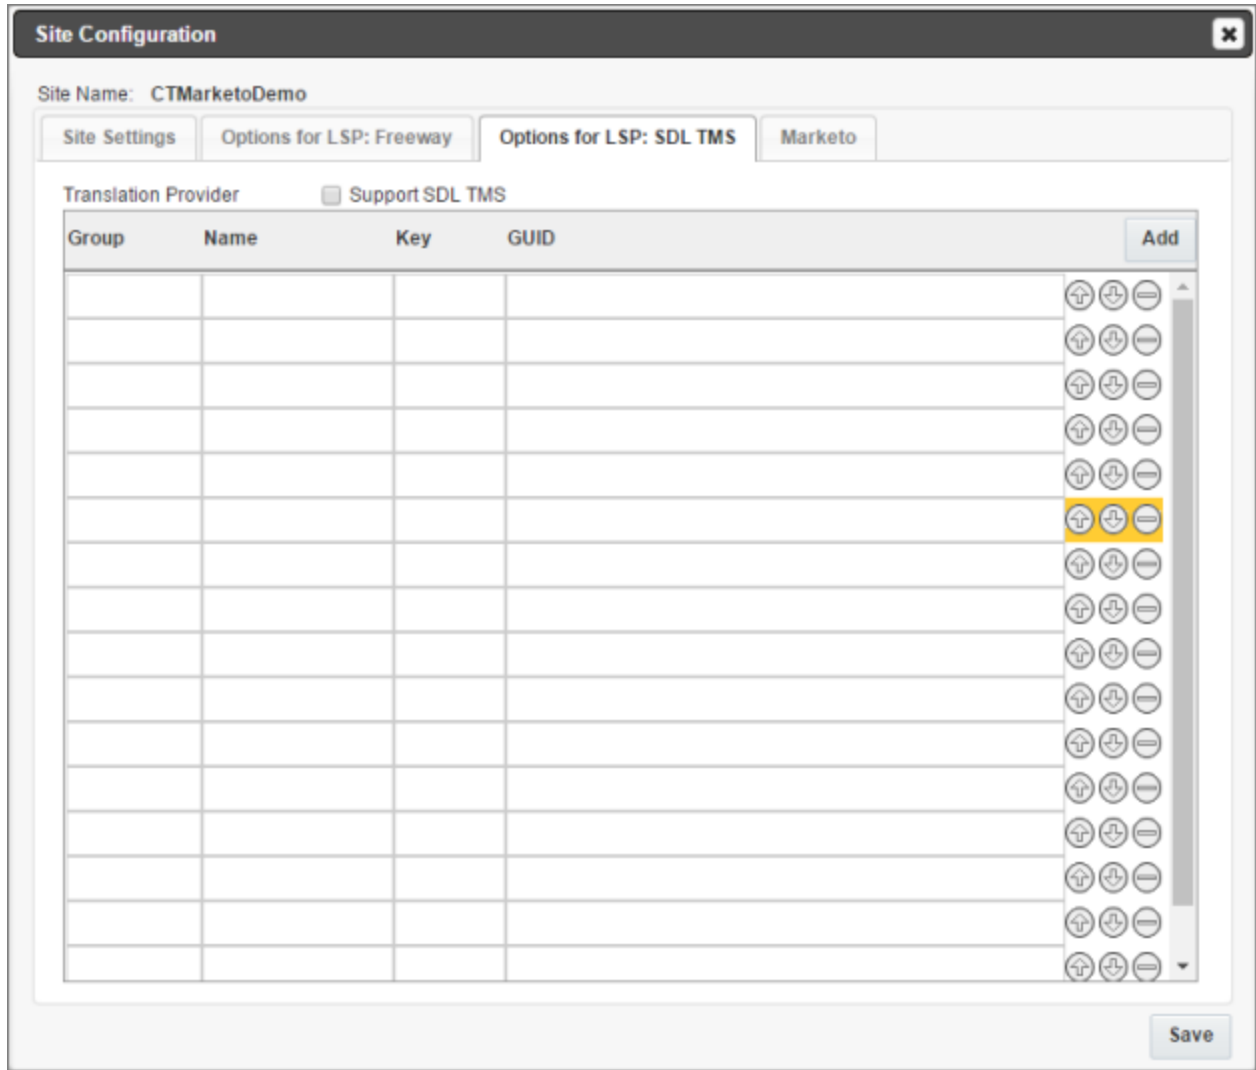 Site Configuration
Site Name: CTMarketoDemo
Site Settings Options for LSP: Freeway Options for LSP: SDL TMS Marketo
Translation Provider Support SDL TMS
Group Name Key GUID Add
Save